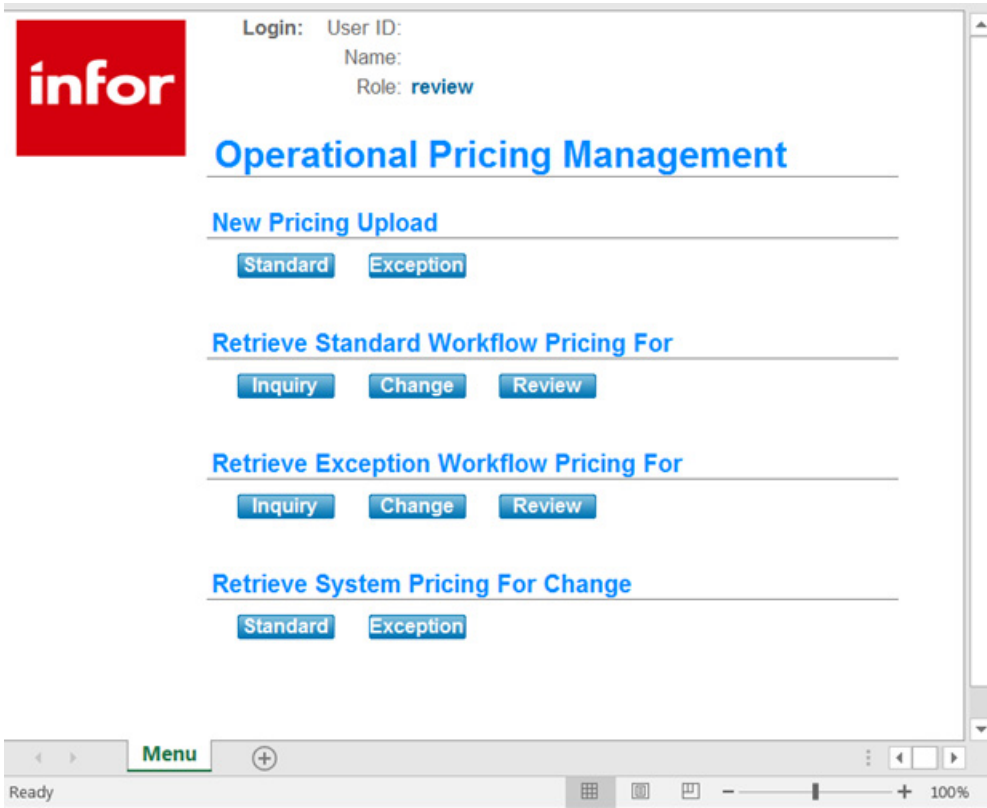 Login: User ID:
Name:
Role: review
infor
Operational Pricing Management
New Pricing Upload
Standard Exception
Retrieve Standard Workflow Pricing For
Inquiry Change Review
Retrieve Exception Workflow Pricing For
Inquiry Change Review
Retrieve System Pricing For Change
Standard Exception
Menu
Ready 100%